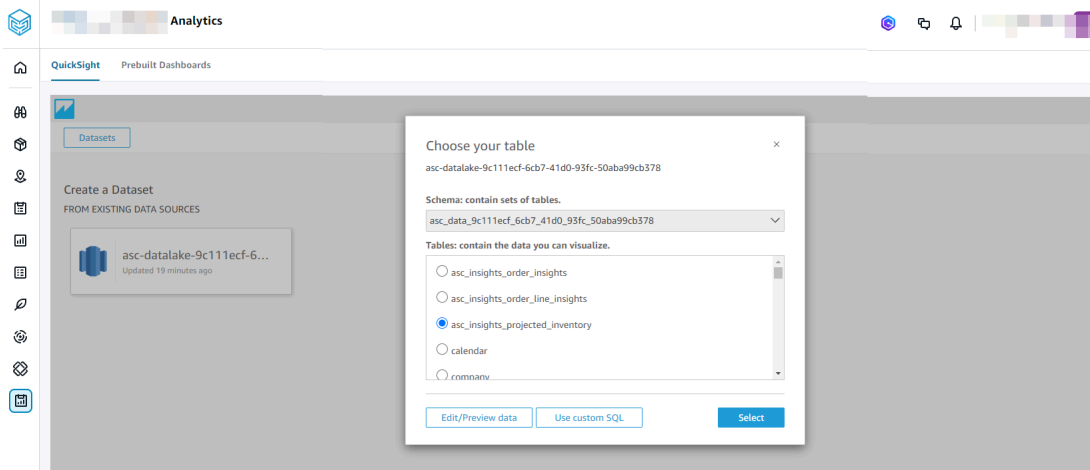 Analytics
QuickSight
Prebuilt Dashboards
Datasets
Create a Dataset
FROM EXISTING DATA SOURCES
asc-datalake-9c111ecf-6...
Updated 19 minutes ago
Choose your table
×
asc-datalake-9c111ecf-6cb7-41d0-93fc-50aba99cb378
Schema: contain sets of tables.
asc_data_9c111ecf_6cb7_41d0_93fc_50aba99cb378
Tables: contain the data you can visualize.
asc_insights_order_insights
asc_insights_order_line_insights
asc_insights_projected_inventory
calendar
company
Edit/Preview data
Use custom SQL
Select